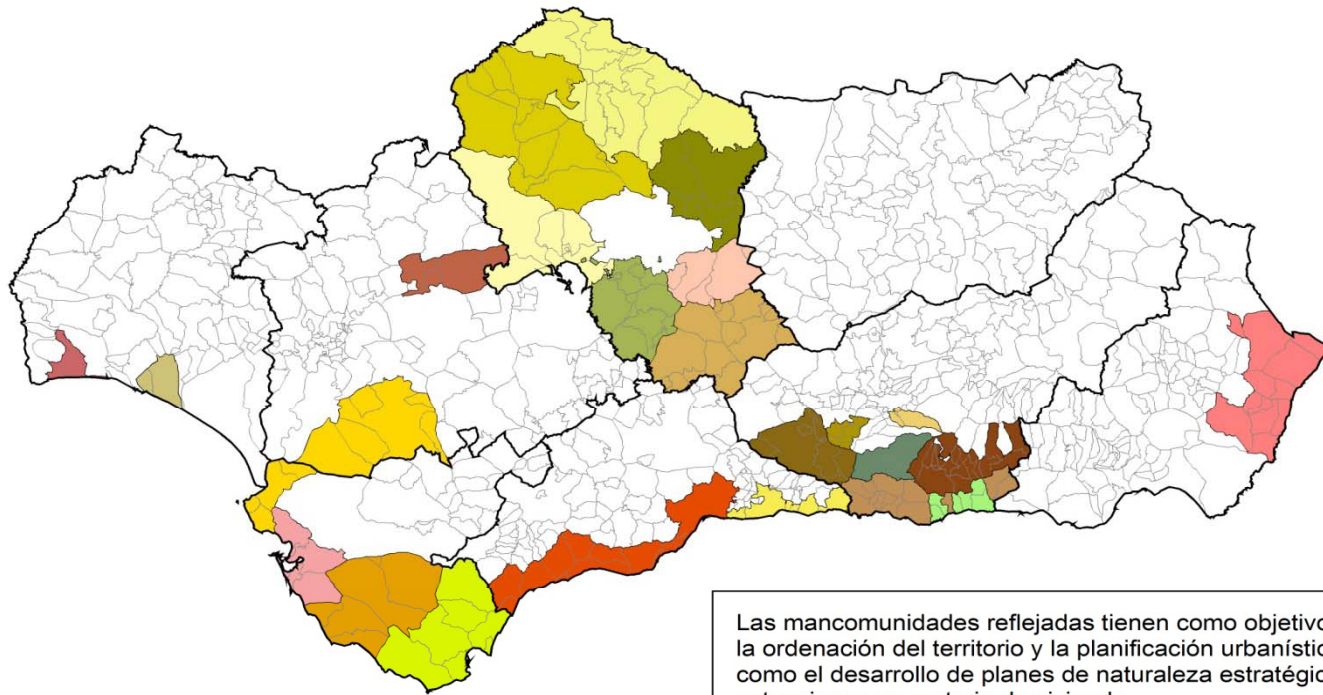 Las mancomunidades reflejadas tienen como objetivo
la ordenación del territorio y la planificación urbanístic
como el desarrollo de planes de naturaleza estratégic